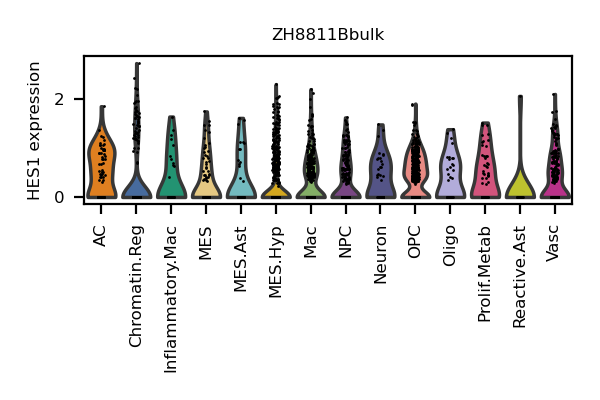 ZH8811Bbulk
HES1 expression
2
0
AC
Chromatin.Reg
Inflammatory.Mac
MES
MES.Ast
MES.Hyp
Mac
NPC
Neuron
OPC
Oligo
Prolif.Metab
Reactive.Ast
Vasc